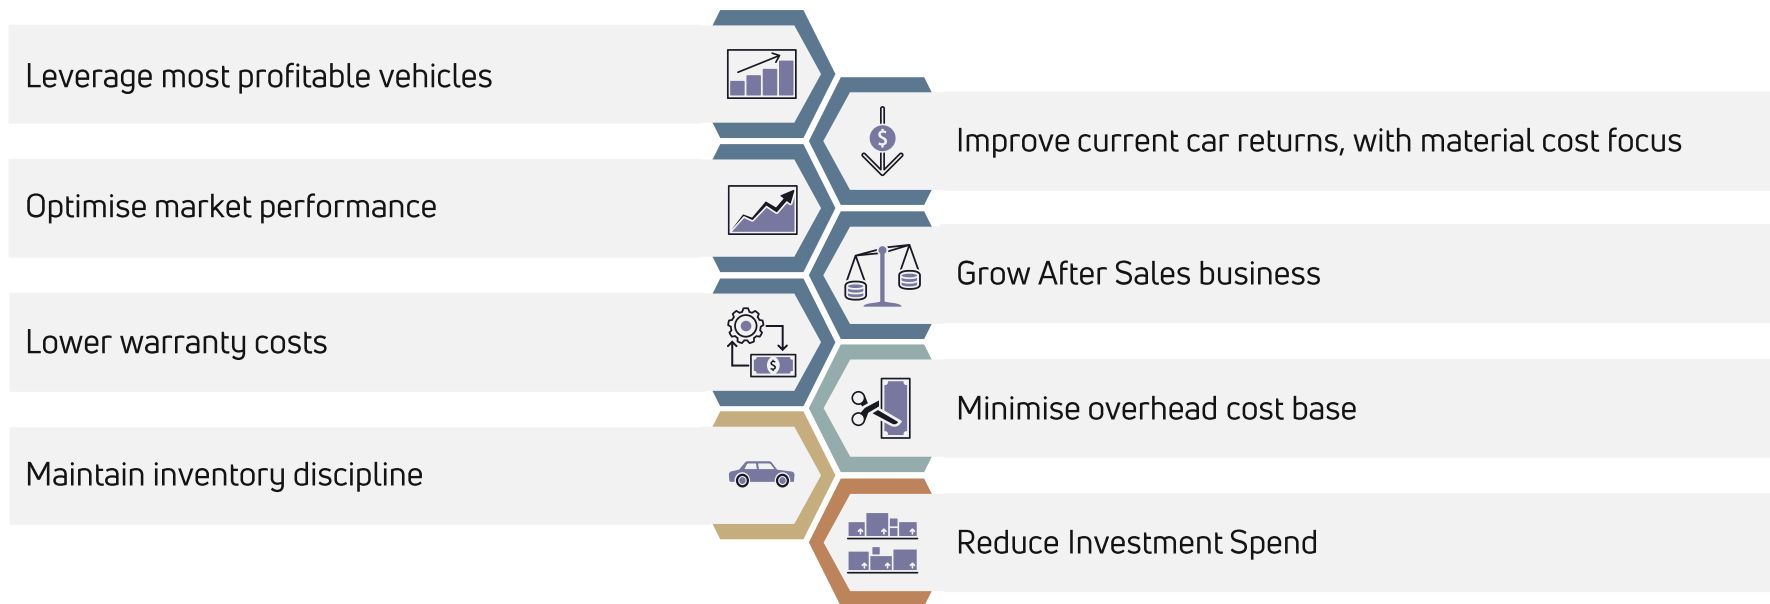 Leverage most profitable vehicles
Improve current car returns, with material cost focus
Optimise market performance
Grow After Sales business
Lower warranty costs
Minimise overhead cost base
Maintain inventory discipline
Reduce Investment Spend